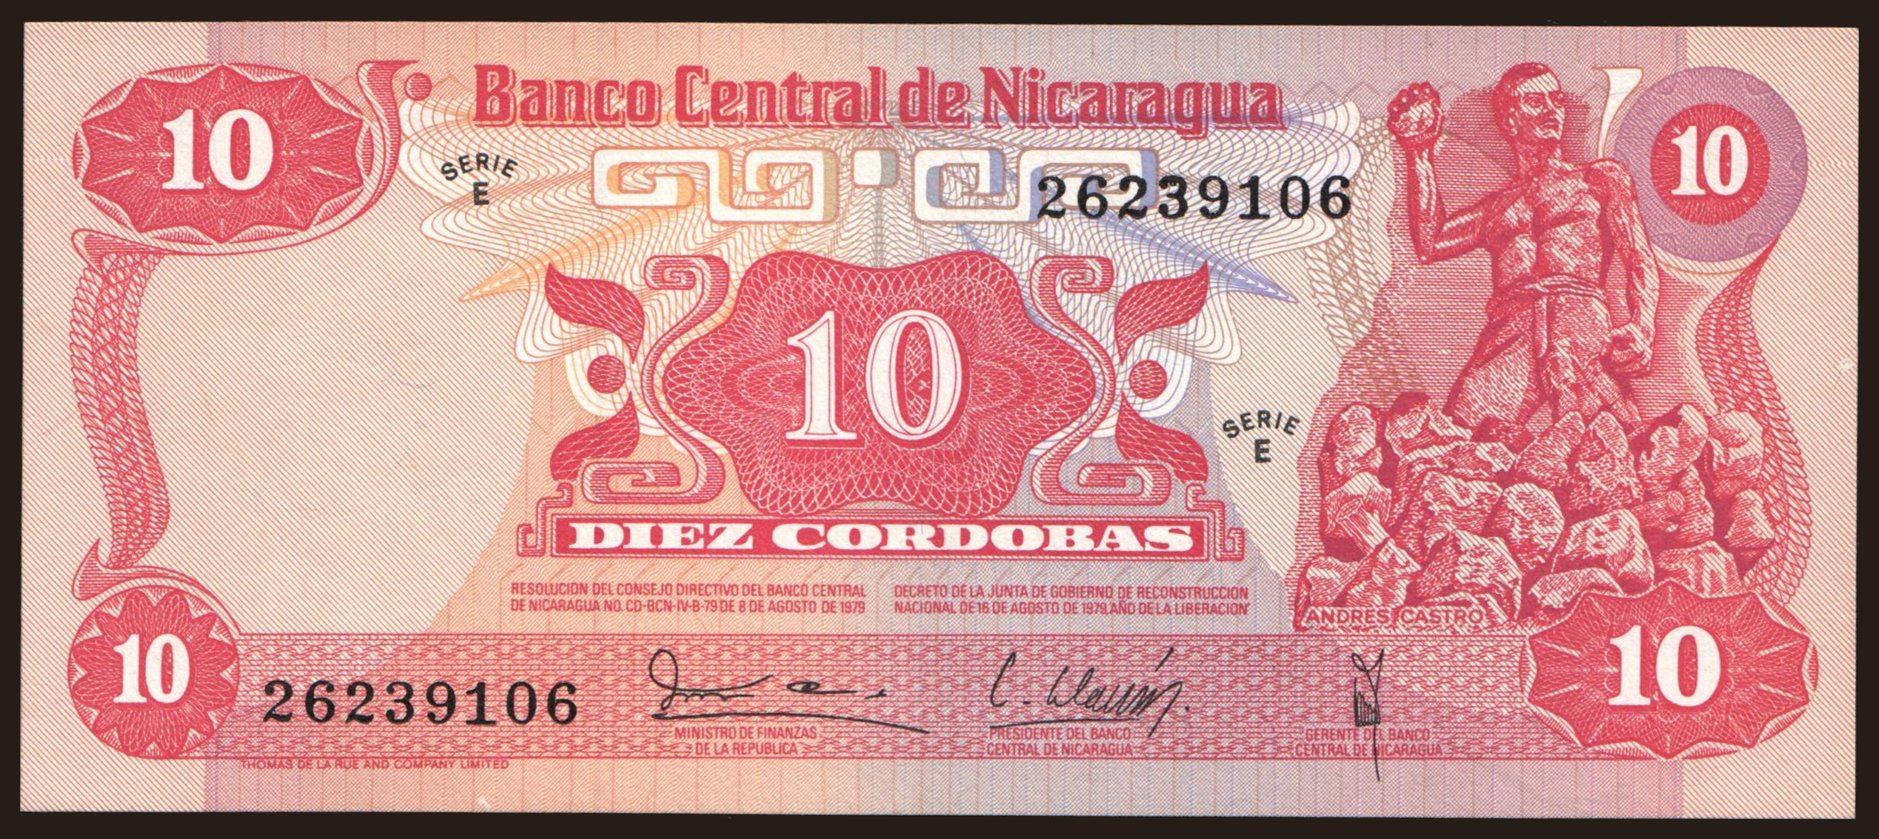 10
Banco Central de Nicaragua
10
SERIE
E
26239106
10
SERIE
E
DIEZ CORDOBAS
RESOLUCION DEL CONSEJO DIRECTIVO DEL BANCO CENTRAL
DE NICARAGUA NO. CD-BCN-IV-B-79 DE 8 DE AGOSTO DE 1979
DECRETO DE LA JUNTA DE GOBIERNO DE RECONSTRUCCION
NACIONAL DE 16 DE AGOSTO DE 1979, AÑO DE LA LIBERACION"
ANDRES CASTRO
10
26239106
10
MINISTRO DE FINANZAS
DE LA REPUBLICA
PRESIDENTE DEL BANCO
CENTRAL DE NICARAGUA
GERENTE DEL BANCO
CENTRAL DE NICARAGUA
THOMAS DE LA RUE AND COMPANY LIMITED